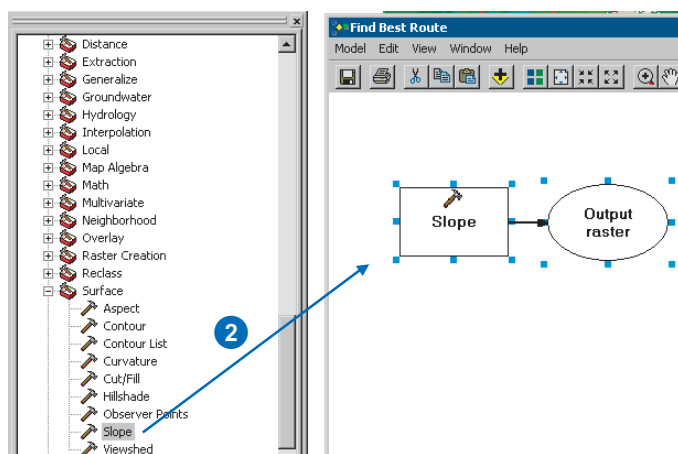 Distance
Extraction
Generalize
Groundwater
Hydrology
Interpolation
Local
Map Algebra
Math
Multivariate
Neighborhood
Overlay
Raster Creation
Reclass
Surface
Aspect
Contour
Contour List
Curvature
Cut/Fill
Hillshade
Observer Points
Slope
Viewshed
2
Find Best Route
Model Edit View Window Help
Slope
Output
raster